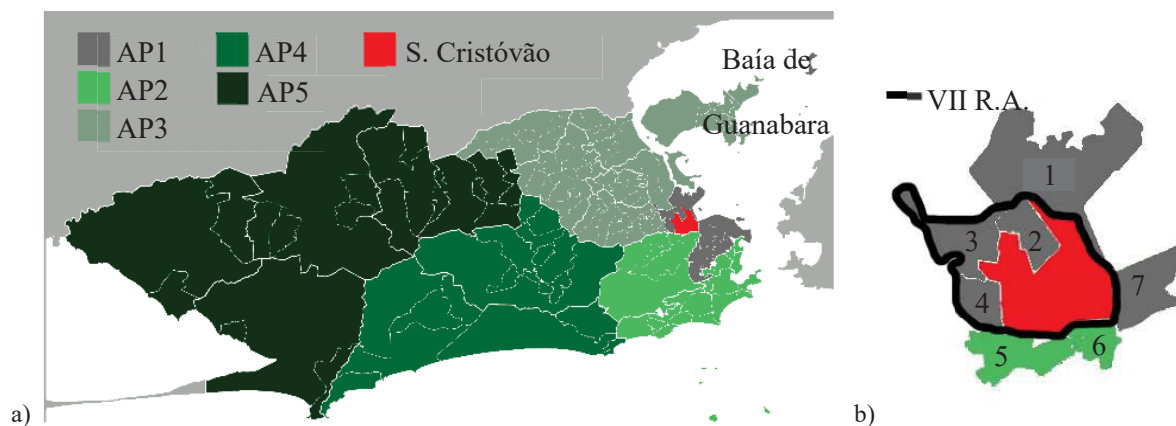 AP1 AP4 S. Cristóvão
AP2 AP5
AP3
Baía de
Guanabara
a)
VII R.A.
1
2
3
4
5
6
7
b)